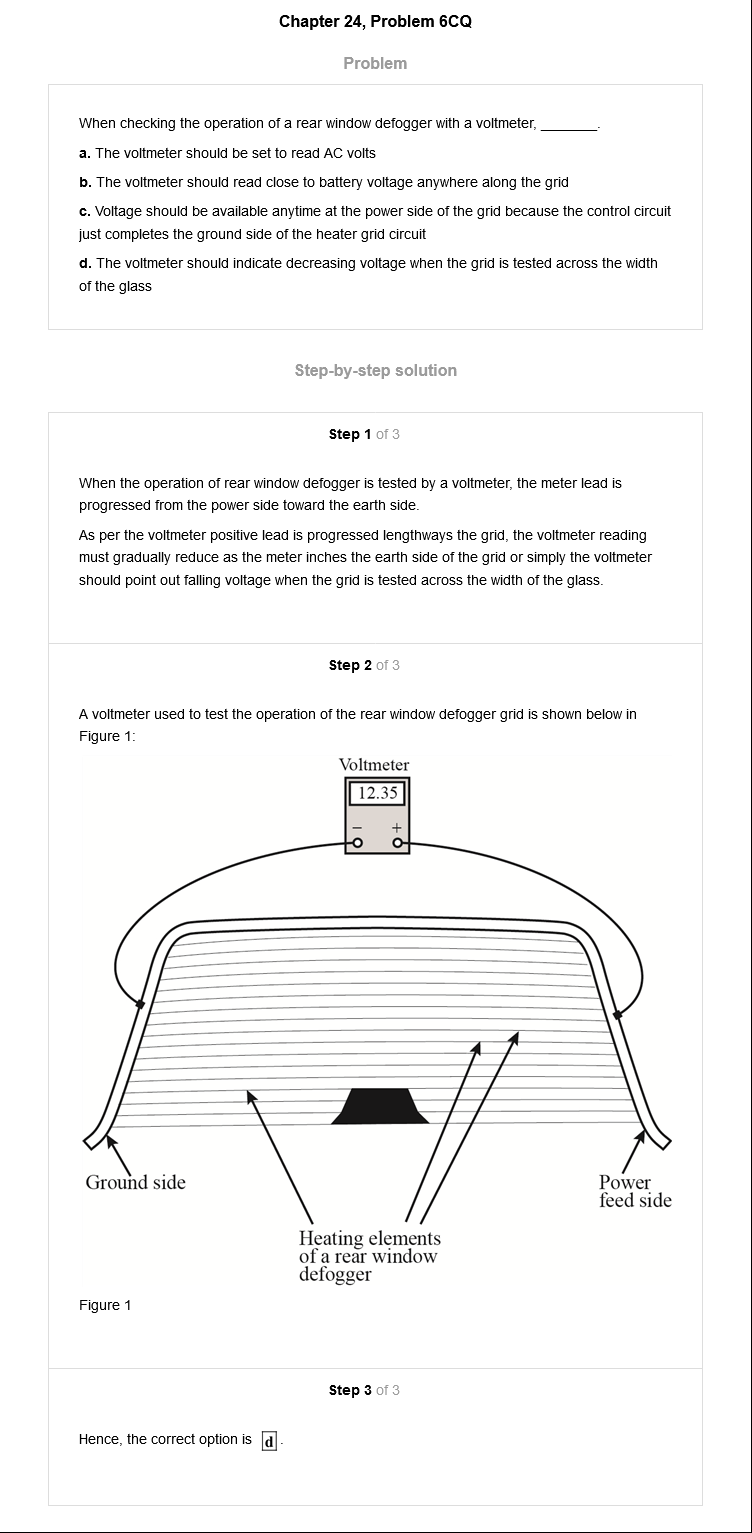 Chapter 24, Problem 6CQ
Problem
When checking the operation of a rear window defogger with a voltmeter, _______.
a. The voltmeter should be set to read AC volts
b. The voltmeter should read close to battery voltage anywhere along the grid
c. Voltage should be available anytime at the power side of the grid because the control circuit
just completes the ground side of the heater grid circuit
d. The voltmeter should indicate decreasing voltage when the grid is tested across the width
of the glass
Step-by-step solution
Step 1 of 3
When the operation of rear window defogger is tested by a voltmeter, the meter lead is
progressed from the power side toward the earth side.
As per the voltmeter positive lead is progressed lengthways the grid, the voltmeter reading
must gradually reduce as the meter inches the earth side of the grid or simply the voltmeter
should point out falling voltage when the grid is tested across the width of the glass.
Step 2 of 3
A voltmeter used to test the operation of the rear window defogger grid is shown below in
Figure 1:
Voltmeter
12.35
− +
Ground side
Power
feed side
Heating elements
of a rear window
defogger
Figure 1
Step 3 of 3
Hence, the correct option is d.